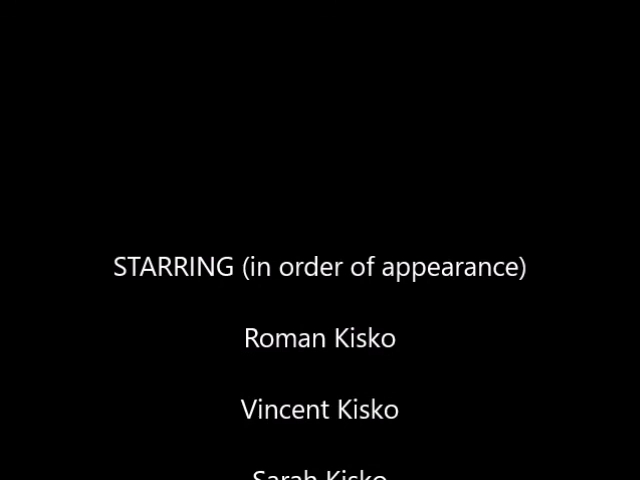 STARRING (in order of appearance)
Roman Kisko
Vincent Kisko
Sarah Kisko